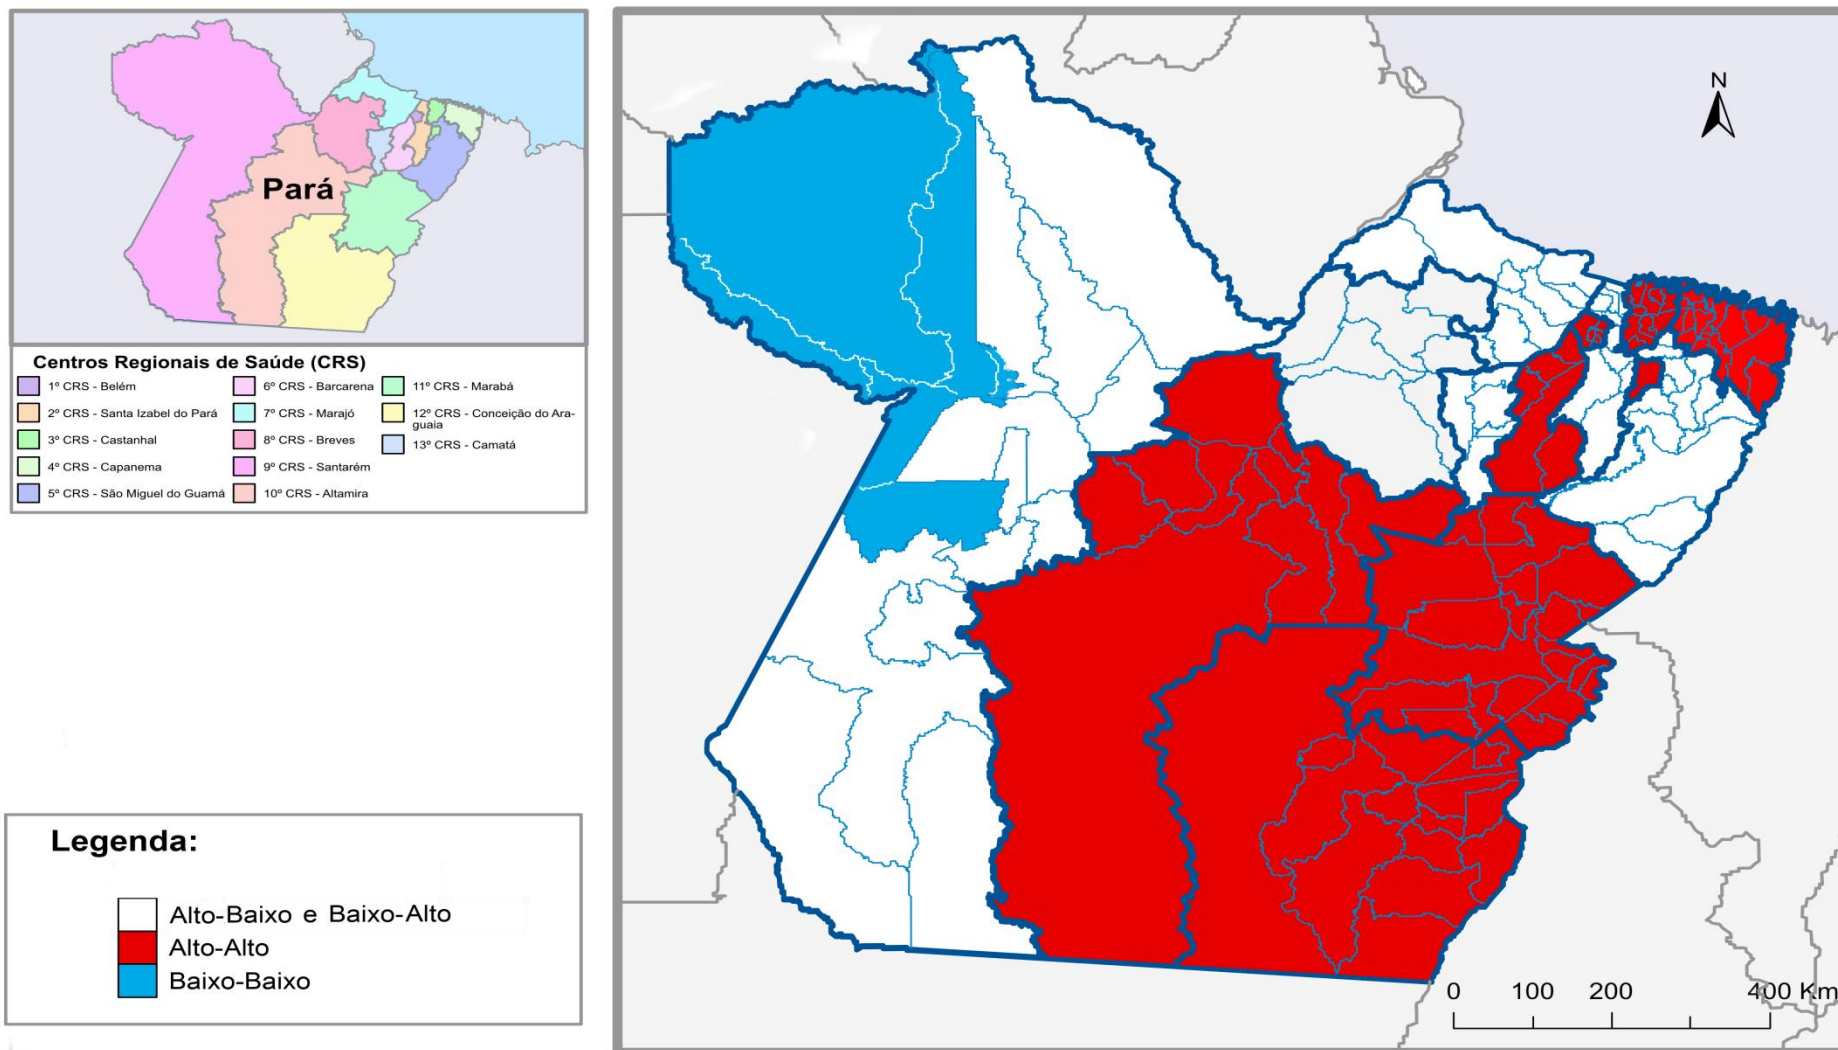 Pará
Centros Regionais de Saúde (CRS)
1º CRS - Belém
2º CRS - Santa Izabel do Pará
3º CRS - Castanhal
4º CRS - Capanema
5º CRS - São Miguel do Guamá
6º CRS - Barcarena
7º CRS - Marajó
8º CRS - Breves
9º CRS - Santarém
10º CRS - Altamira
11º CRS - Marabá
12º CRS - Conceição do Ara-
guaia
13º CRS - Camatá
Legenda:
Alto-Baixo e Baixo-Alto
Alto-Alto
Baixo-Baixo
N
0 100 200 400 Km